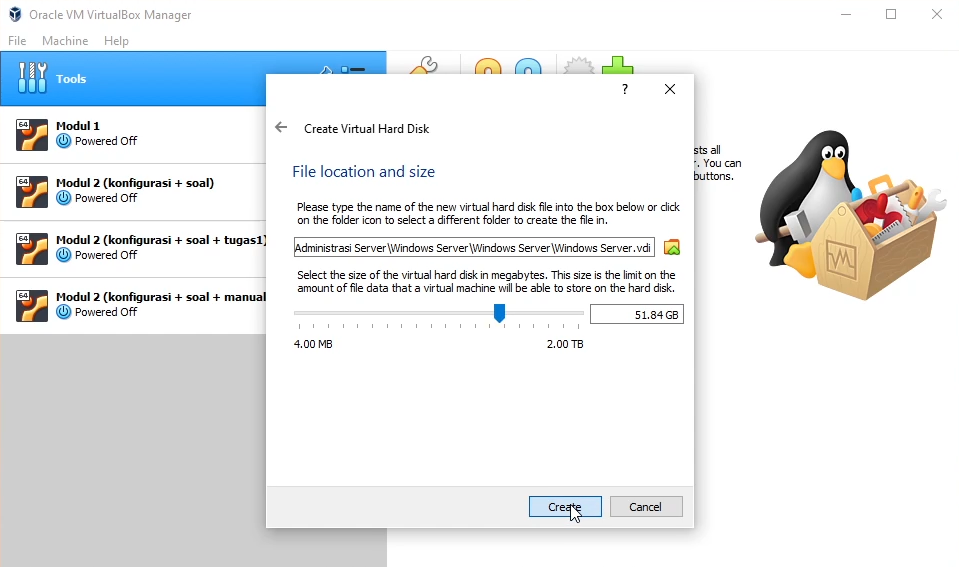 Oracle VM VirtualBox Manager
File Machine Help
Tools
64
Modul 1
Powered Off
64
Modul 2 (konfigurasi + soal)
Powered Off
64
Modul 2 (konfigurasi + soal + tugas1)
Powered Off
64
Modul 2 (konfigurasi + soal + manual
Powered Off
sts all
r. You can
buttons.
?
Create Virtual Hard Disk
File location and size
Please type the name of the new virtual hard disk file into the box below or click
on the folder icon to select a different folder to create the file in.
Administrasi Server\Windows Server\Windows Server\Windows Server.vdi
Select the size of the virtual hard disk in megabytes. This size is the limit on the
amount of file data that a virtual machine will be able to store on the hard disk.
51.84 GB
4.00 MB 2.00 TB
Create Cancel